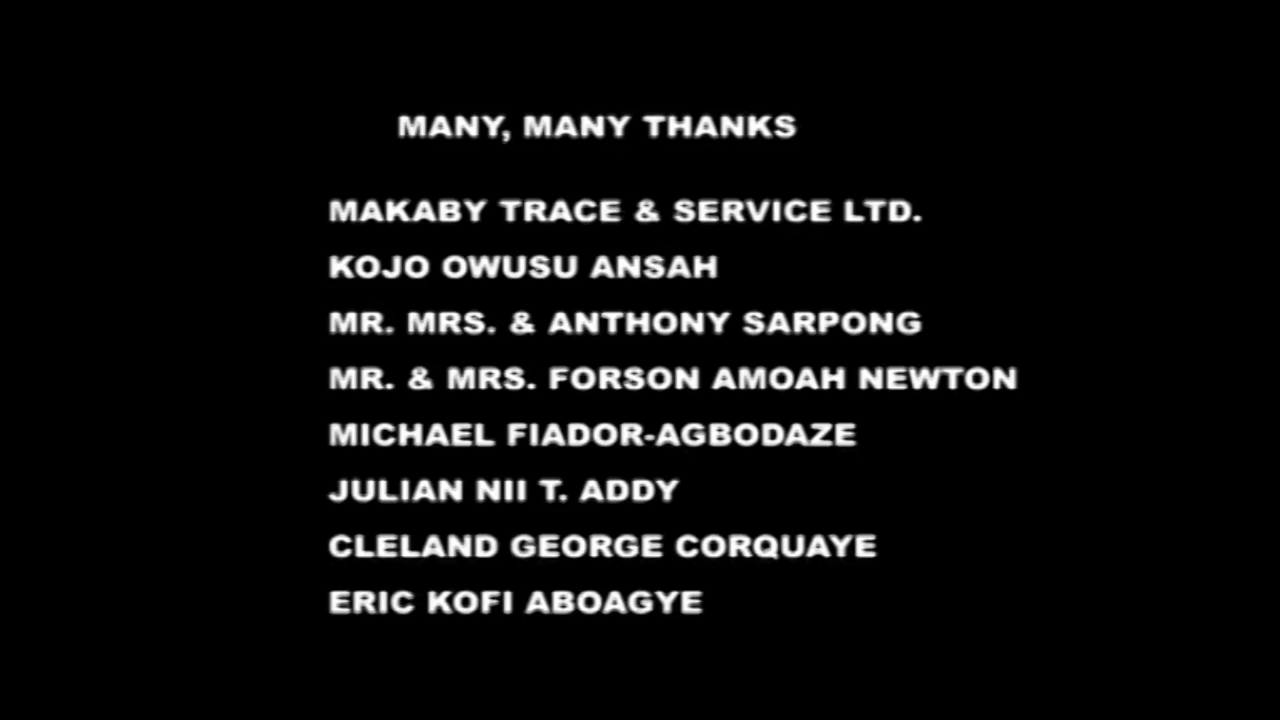 MANY, MANY THANKS
MAKABY TRACE & SERVICE LTD.
KOJO OWUSU ANSAH
MR. MRS. & ANTHONY SARPONG
MR. & MRS. FORSON AMOAH NEWTON
MICHAEL FIADOR-AGBODAZE
JULIAN NII T. ADDY
CLELAND GEORGE CORQUAYE
ERIC KOFI ABOAGYE